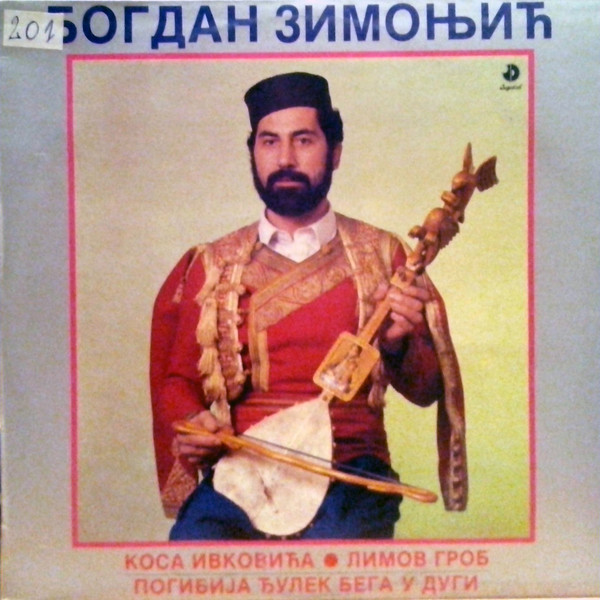 201
БОГДАН ЗИМОЊИЋ
КОСА ИВКОВИЋА • ЛИМОВ ГРОБ
ПОГИБИЈА ЂУЛЕК БЕГА У ДУГИ